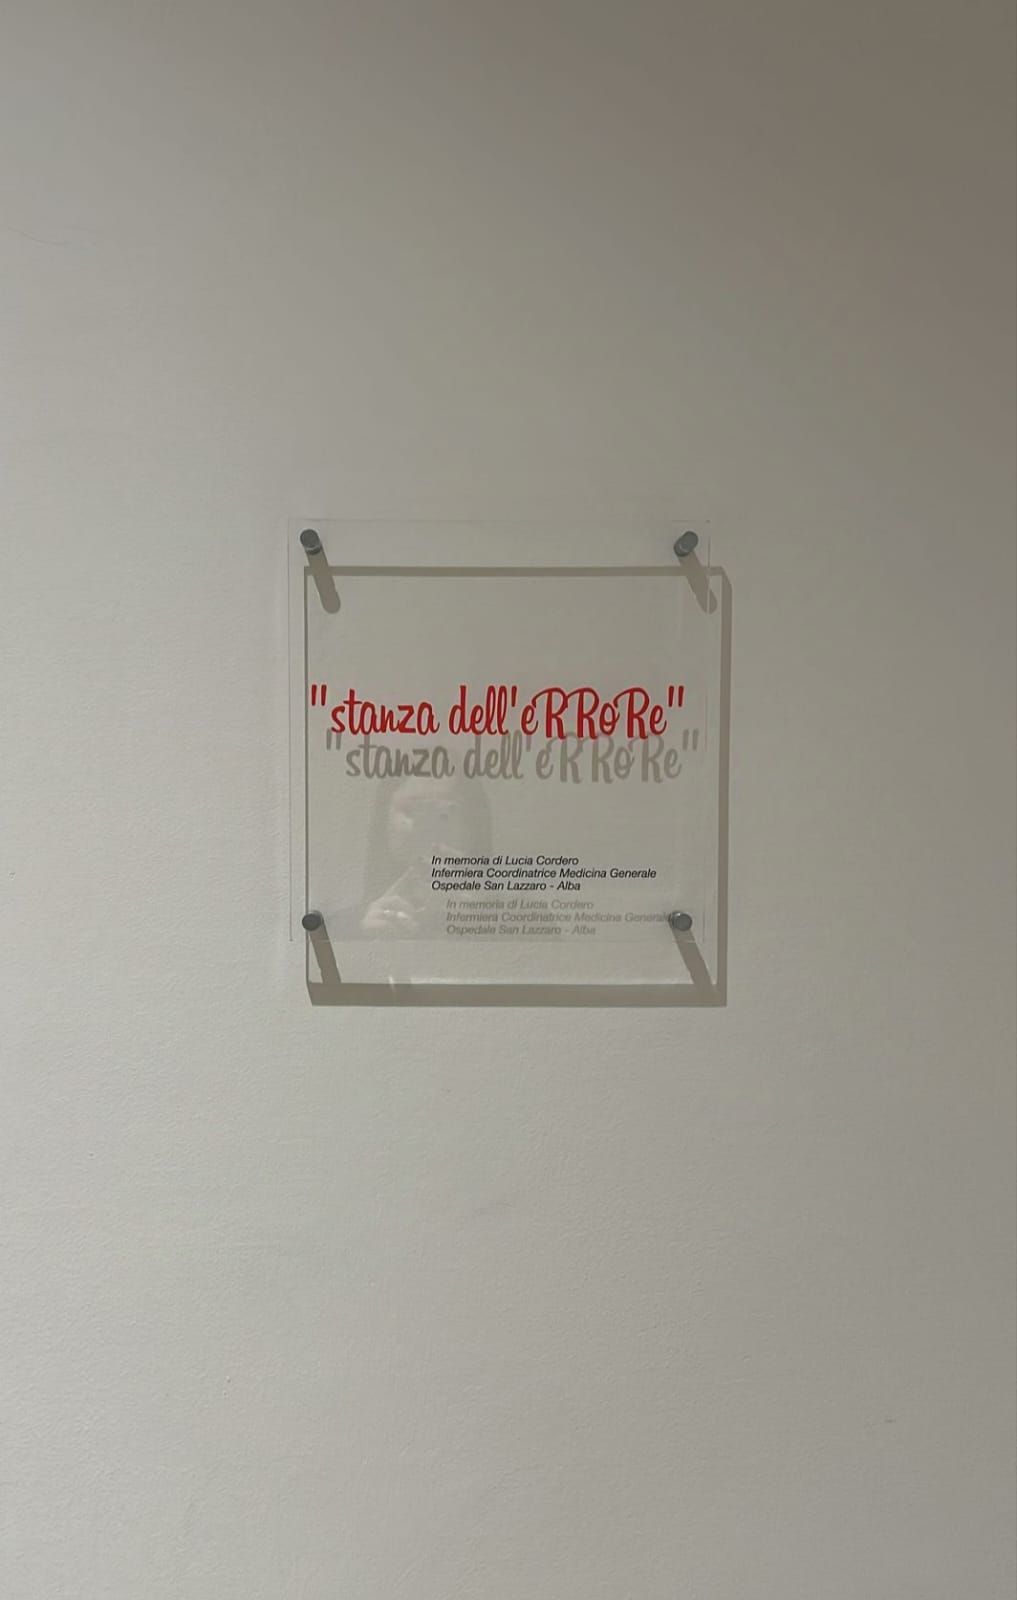 "stanza dell'eRRoRe"
In memoria di Lucia Cordero
Infermiera Coordinatrice Medicina Generale
Ospedale San Lazzaro - Alba